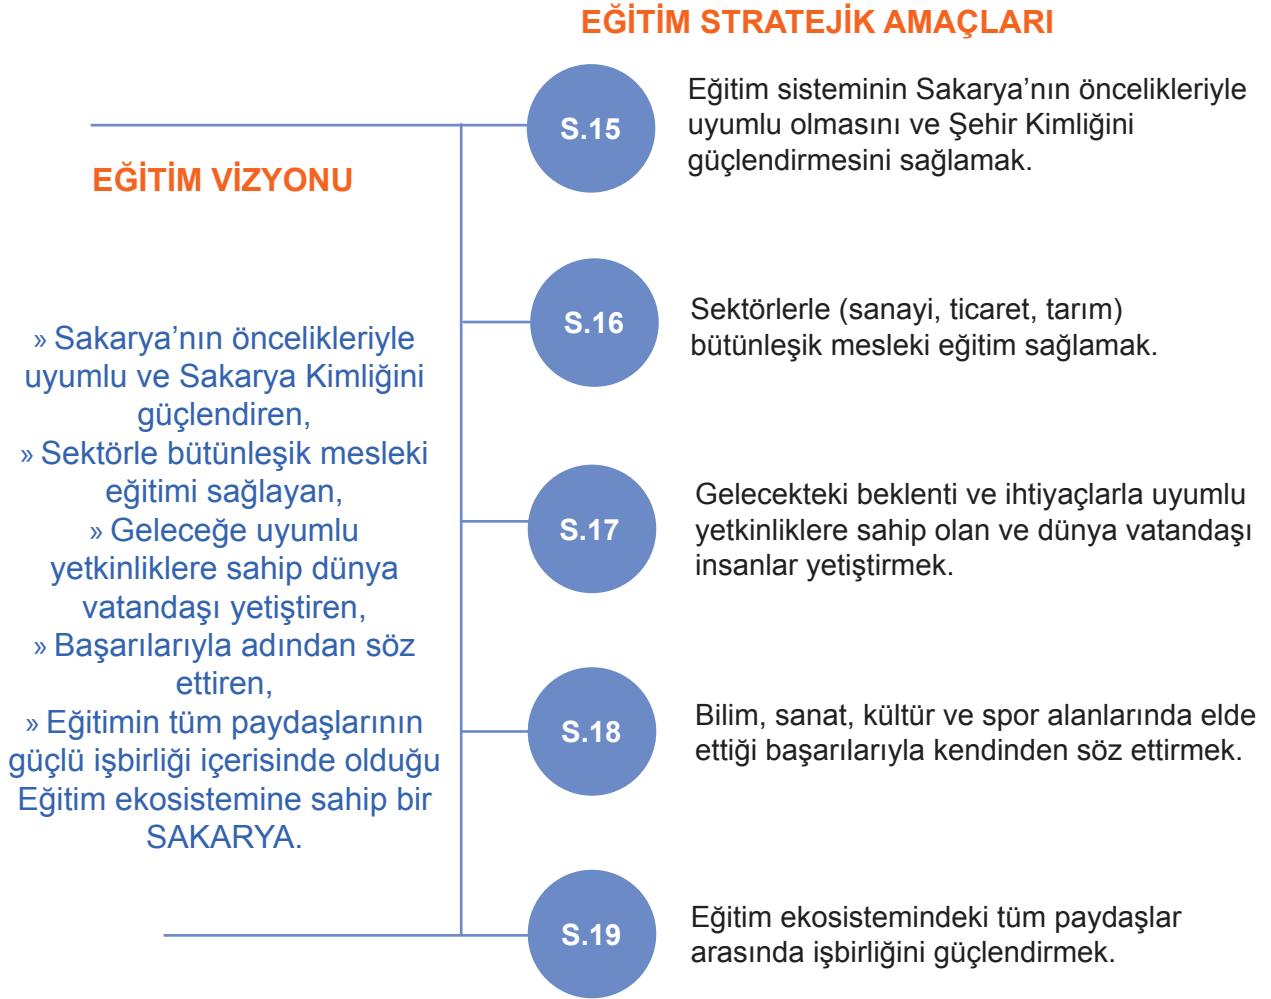 EĞİTİM STRATEJİK AMAÇLARI
EĞİTİM VİZYONU
» Sakarya’nın öncelikleriyle
uyumlu ve Sakarya Kimliğini
güçlendiren,
» Sektörle bütünleşik mesleki
eğitimi sağlayan,
» Geleceğe uyumlu
yetkinliklere sahip dünya
vatandaşı yetiştiren,
» Başarılarıyla adından söz
ettiren,
» Eğitimin tüm paydaşlarının
güçlü işbirliği içerisinde olduğu
Eğitim ekosistemine sahip bir
SAKARYA.
S.15
Eğitim sisteminin Sakarya’nın öncelikleriyle
uyumlu olmasını ve Şehir Kimliğini
güçlendirmesini sağlamak.
S.16
Sektörlerle (sanayi, ticaret, tarım)
bütünleşik mesleki eğitim sağlamak.
S.17
Gelecekteki beklenti ve ihtiyaçlarla uyumlu
yetkinliklere sahip olan ve dünya vatandaşı
insanlar yetiştirmek.
S.18
Bilim, sanat, kültür ve spor alanlarında elde
ettiği başarılarıyla kendinden söz ettirmek.
S.19
Eğitim ekosistemindeki tüm paydaşlar
arasında işbirliğini güçlendirmek.